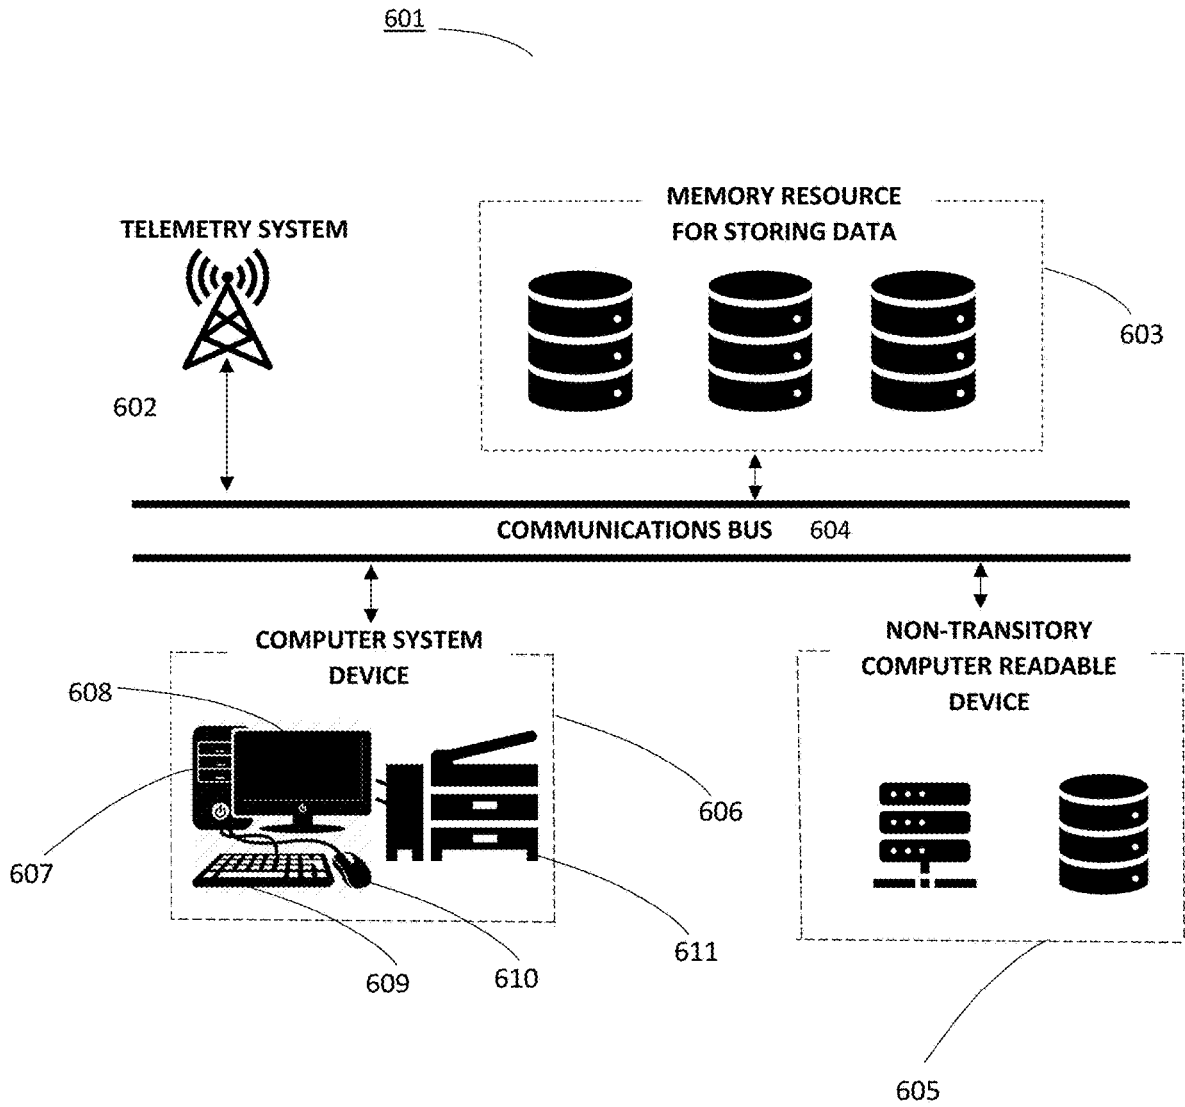 601
MEMORY RESOURCE
FOR STORING DATA
TELEMETRY SYSTEM
603
602
COMMUNICATIONS BUS 604
COMPUTER SYSTEM
DEVICE
NON-TRANSITORY
COMPUTER READABLE
DEVICE
608
606
607
611
609
610
605